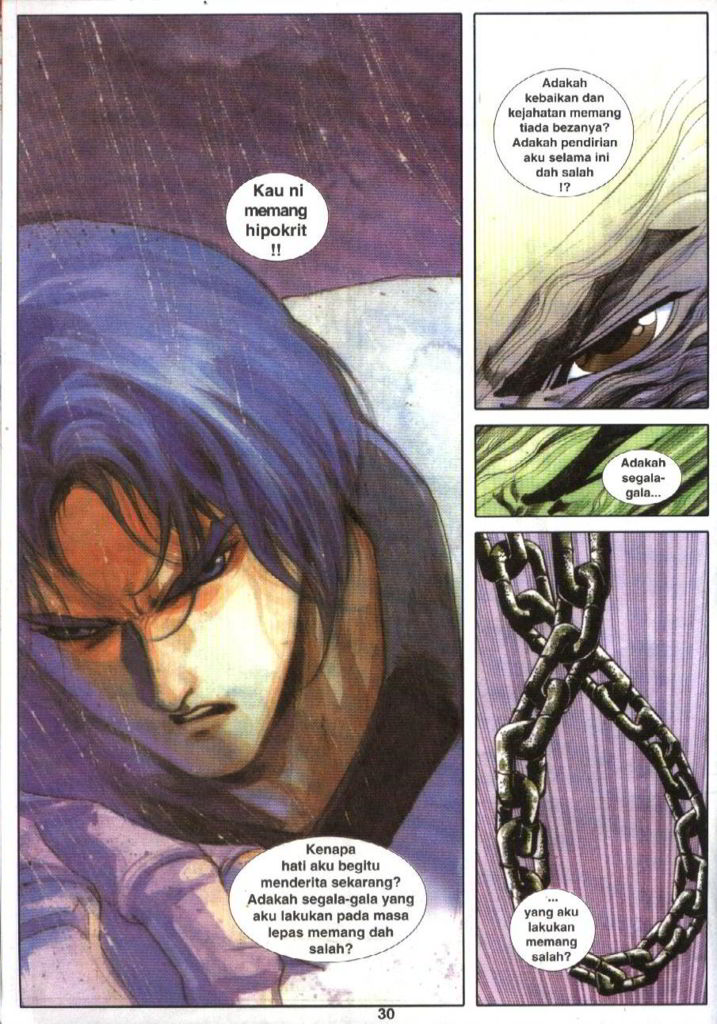 Kau ni
memang
hipokrit
!!
Kenapa
hati aku begitu
menderita sekarang?
Adakah segala-gala yang
aku lakukan pada masa
lepas memang dah
salah?
Adakah
kebaikan dan
kejahatan memang
tiada bezanya?
Adakah pendirian
aku selama ini
dah salah
!?
Adakah
segala-
gala...
...
yang aku
lakukan
memang
salah?
30